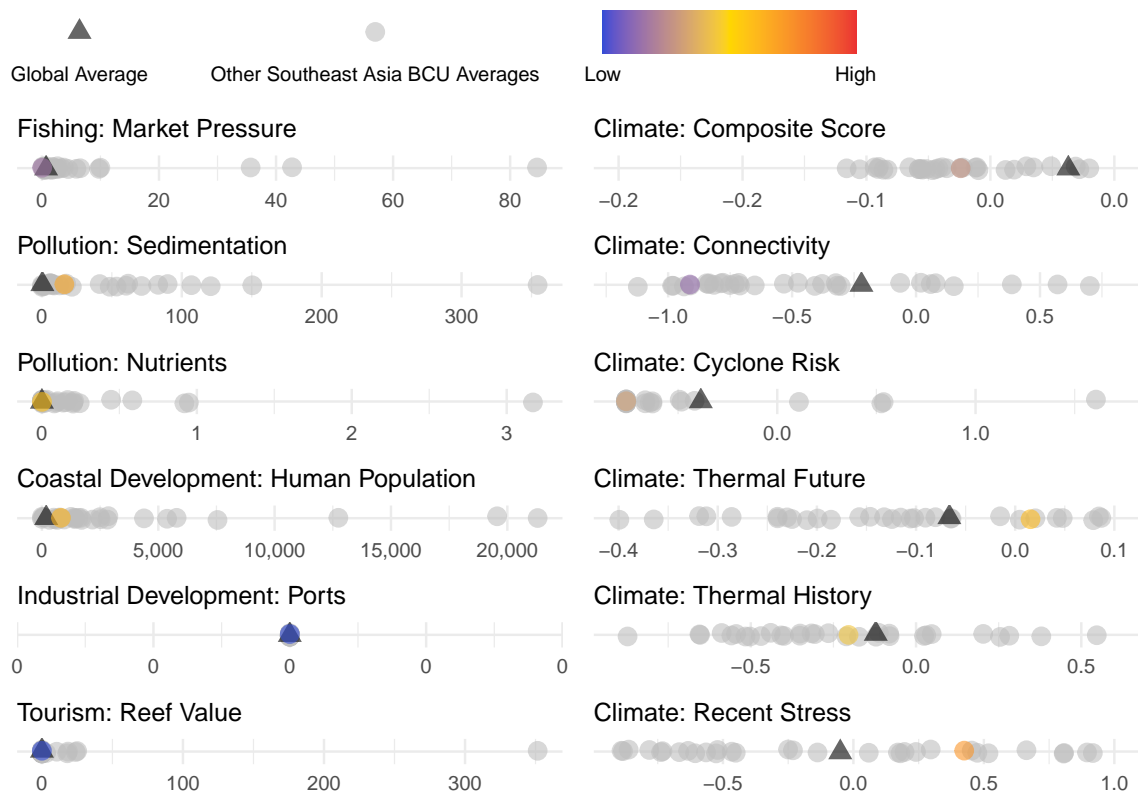 Global Average
Other Southeast Asia BCU Averages
Low
High
Fishing: Market Pressure
0 20 40 60 80
Climate: Composite Score
−0.2 −0.2 −0.1 0.0 0.0
Pollution: Sedimentation
0 100 200 300
Climate: Connectivity
−1.0 −0.5 0.0 0.5
Pollution: Nutrients
0 1 2 3
Climate: Cyclone Risk
0.0 1.0
Coastal Development: Human Population
0 5,000 10,000 15,000 20,000
Climate: Thermal Future
−0.4 −0.3 −0.2 −0.1 0.0 0.1
Industrial Development: Ports
0 0 0 0 0
Climate: Thermal History
−0.5 0.0 0.5
Tourism: Reef Value
0 100 200 300
Climate: Recent Stress
−0.5 0.0 0.5 1.0